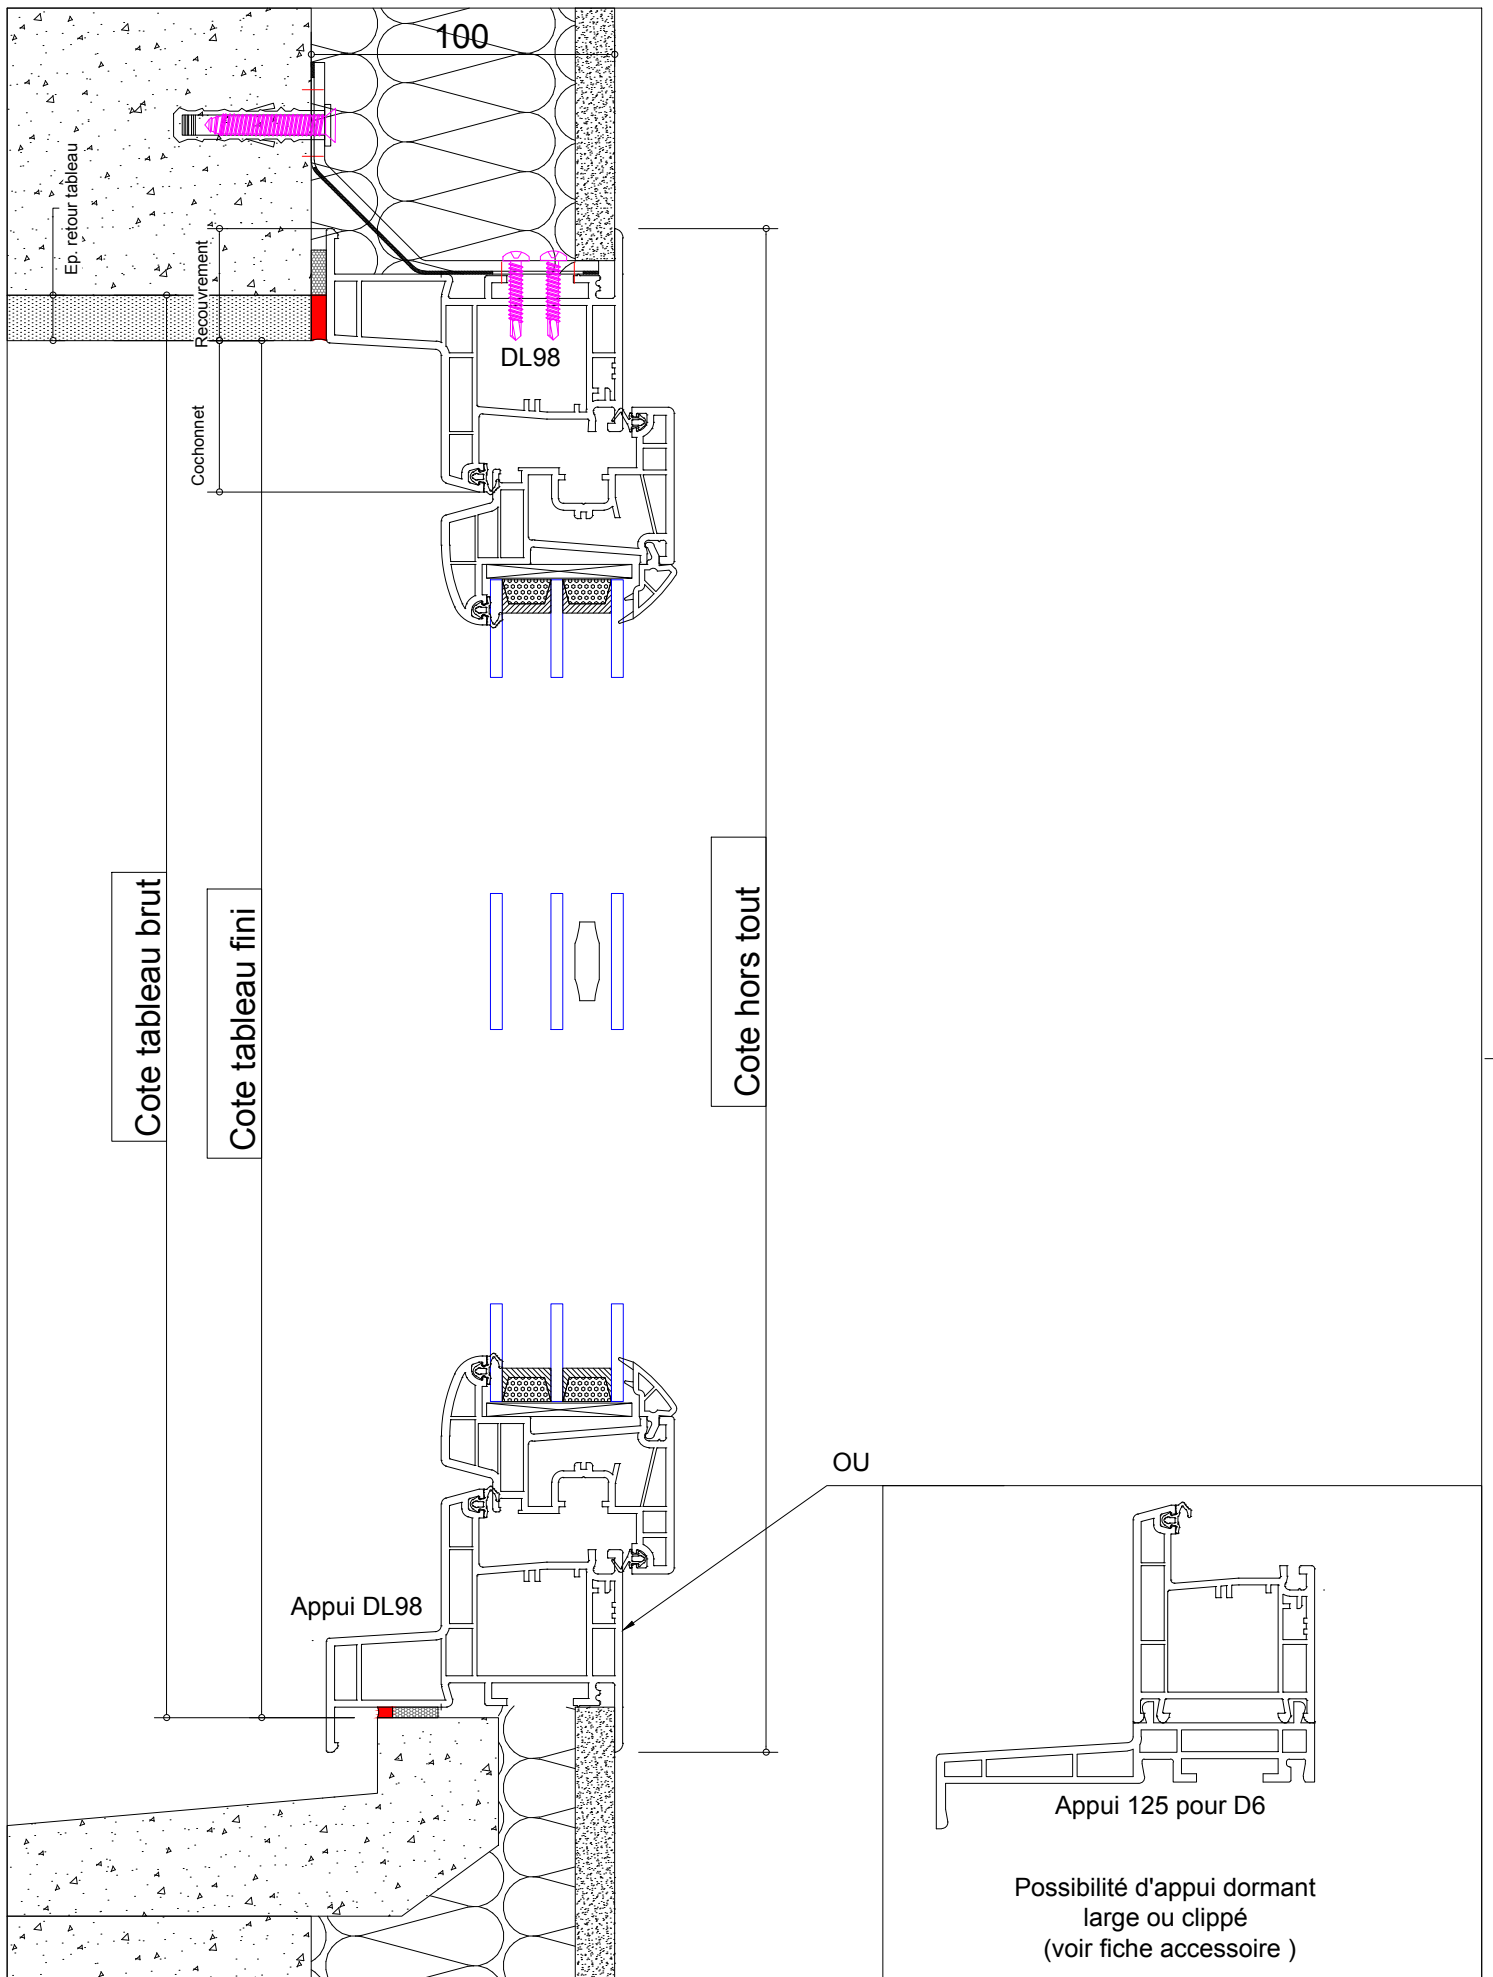 100
Ep. retour tableau
Recouvrement
DL98
Cochonnet
Cote tableau brut
Cote tableau fini
Cote hors tout
OU
Appui DL98
Appui 125 pour D6
Possibilité d'appui dormant
large ou clippé
(voir fiche accessoire )